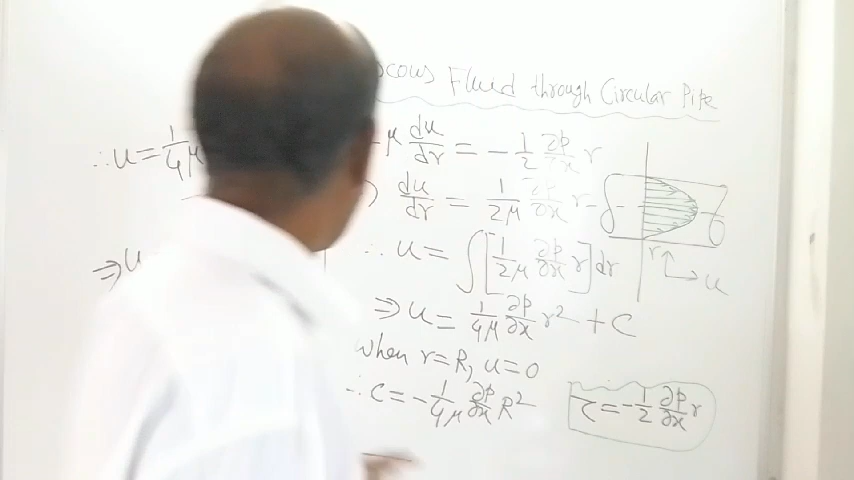 Fluid through Circular Pipe
∴ u = 1/4μ
μ du/dr = - 1/2 ∂p/∂x r
du/dr = 1/2μ ∂p/∂x r
∴ u = ∫[1/2μ ∂p/∂x r] dr
⇒ u = 1/4μ ∂p/∂x r² + C
when r=R, u=0
∴ C = - 1/4μ ∂p/∂x R²
⇒ u
r
u
τ = - 1/2 ∂p/∂x r